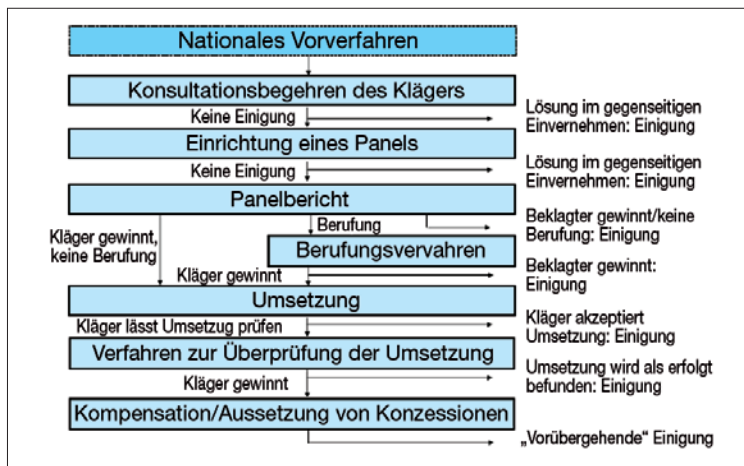 Nationales Vorverfahren
Konsultationsbegehren des Klägers
Keine Einigung
Lösung im gegenseitigen
Einvernehmen: Einigung
Einrichtung eines Panels
Keine Einigung
Lösung im gegenseitigen
Einvernehmen: Einigung
Panelbericht
Kläger gewinnt,
keine Berufung
Berufung
Beklagter gewinnt/keine
Berufung: Einigung
Berufungsvervahren
Kläger gewinnt
Beklagter gewinnt:
Einigung
Umsetzung
Kläger lässt Umsetzug prüfen
Kläger akzeptiert
Umsetzung: Einigung
Verfahren zur Überprüfung der Umsetzung
Kläger gewinnt
Umsetzung wird als erfolgt
befunden: Einigung
Kompensation/Aussetzung von Konzessionen
„Vorübergehende“ Einigung